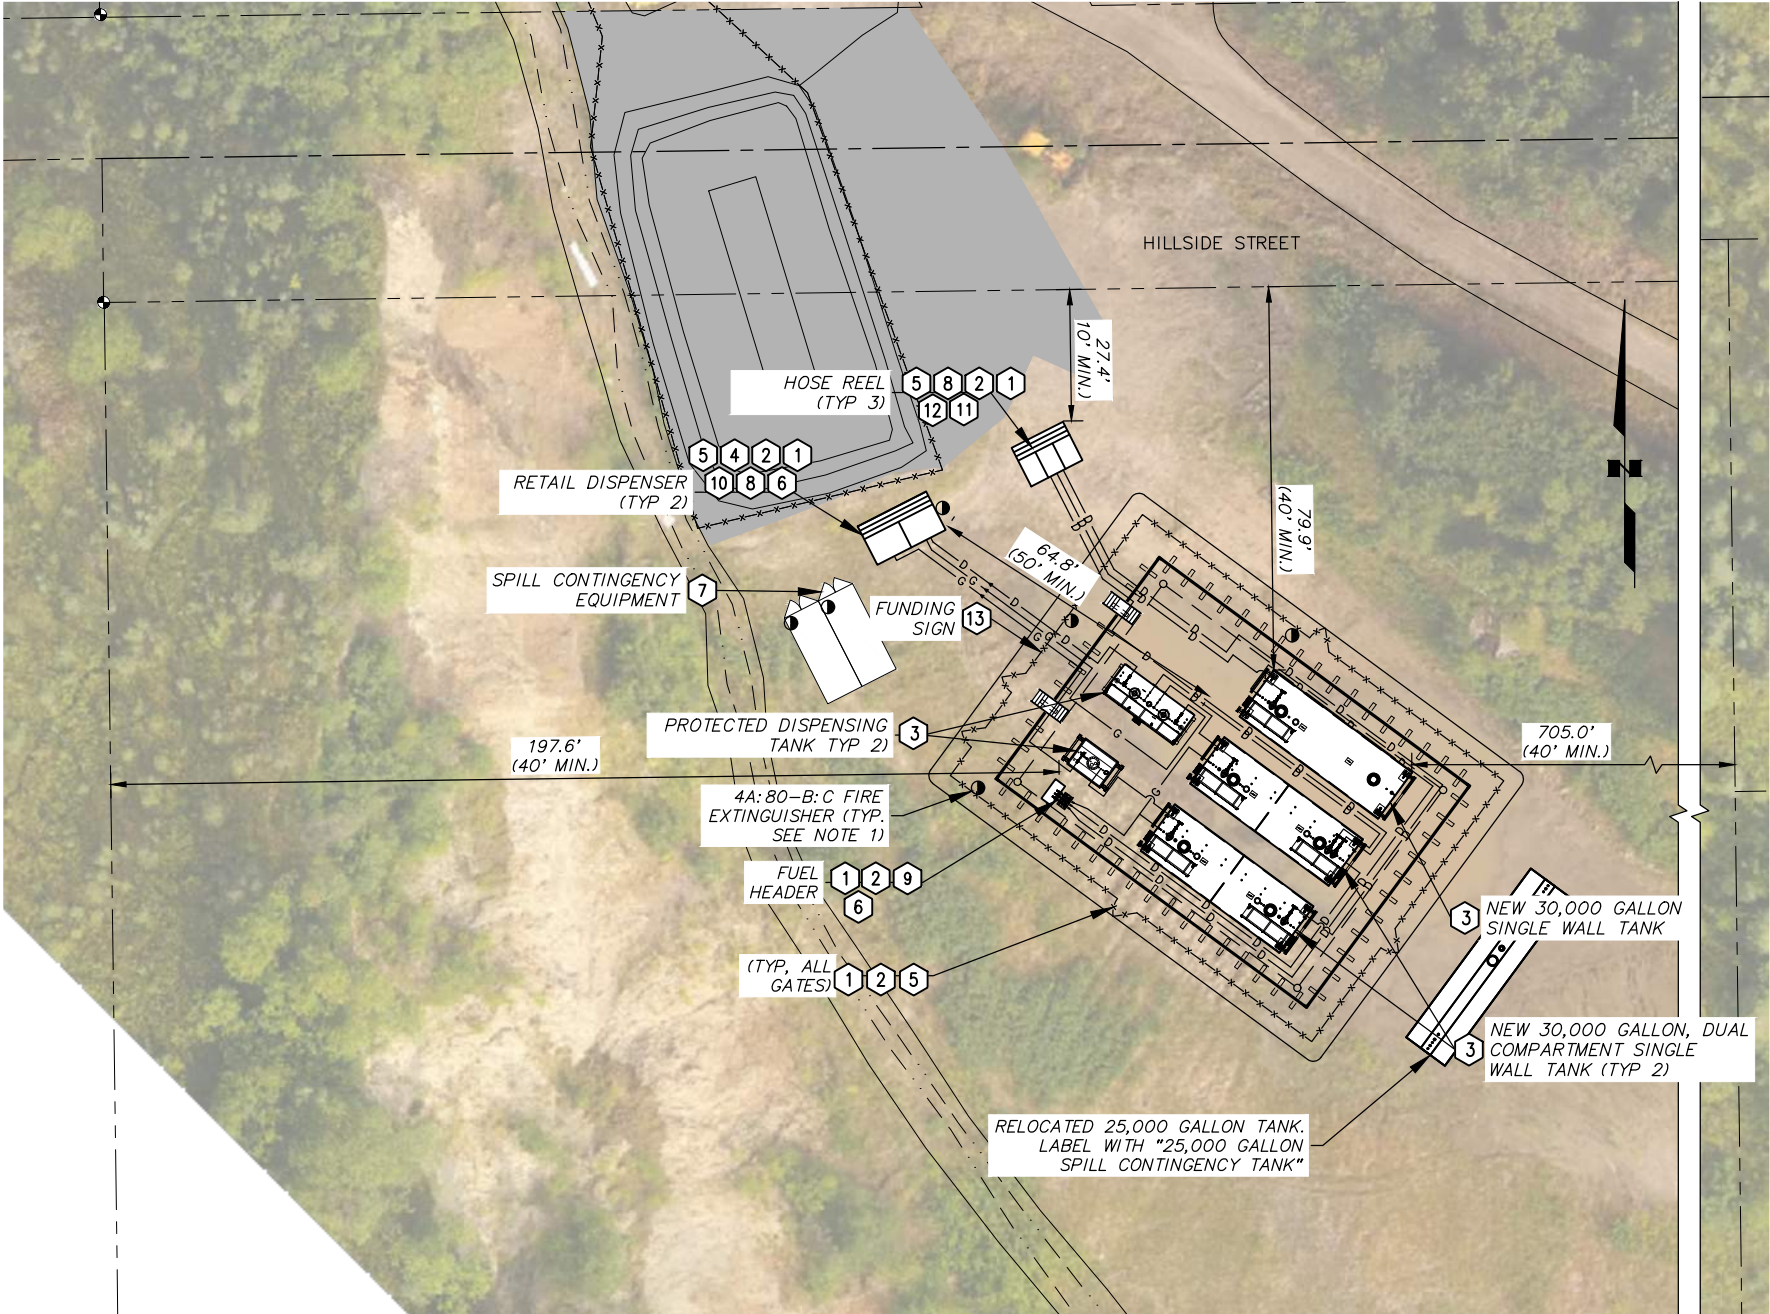 HILLSIDE STREET
27.4'
10' MIN.)
HOSE REEL
(TYP 3)
5 8 2 1
12 11
5 4 2 1
10 8 6
RETAIL DISPENSER
(TYP 2)
79.9'
(40' MIN.)
64.8'
(50' MIN.)
SPILL CONTINGENCY
EQUIPMENT
7
FUNDING
SIGN
13
PROTECTED DISPENSING
TANK TYP 2)
3
197.6'
(40' MIN.)
705.0'
(40' MIN.)
4A:80-B:C FIRE
EXTINGUISHER (TYP.
SEE NOTE 1)
FUEL
HEADER
1 2 9
6
3
NEW 30,000 GALLON
SINGLE WALL TANK
(TYP, ALL
GATES)
1 2 5
3
NEW 30,000 GALLON, DUAL
COMPARTMENT SINGLE
WALL TANK (TYP 2)
RELOCATED 25,000 GALLON TANK.
LABEL WITH "25,000 GALLON
SPILL CONTINGENCY TANK"